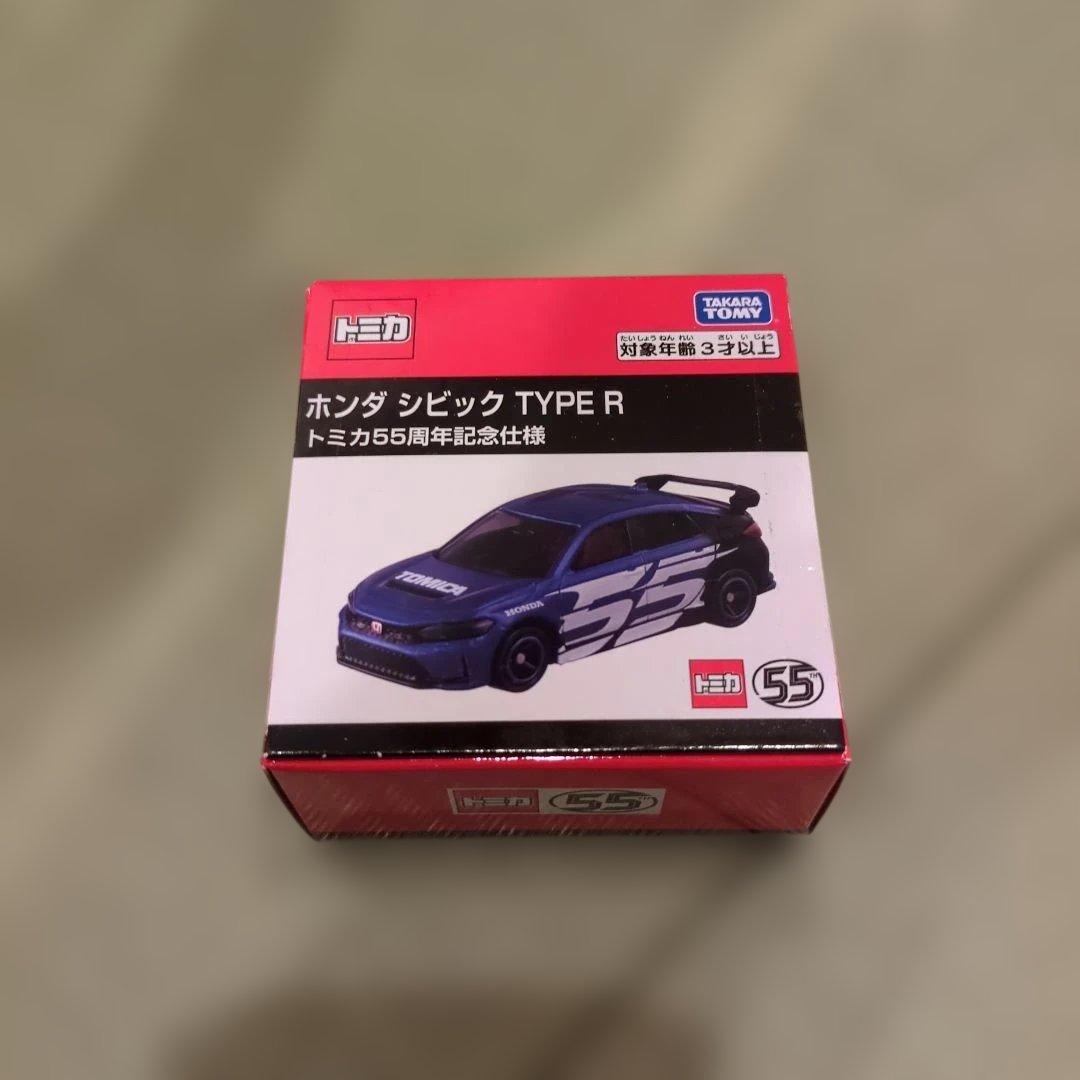 トミカ
TAKARA
TOMY
たいしょう ねん れい さい い じょう
対象年齢 3才以上
ホンダ シビック TYPE R
トミカ55周年記念仕様
TOMICA
HONDA
55
トミカ 55TH
トミカ 55TH